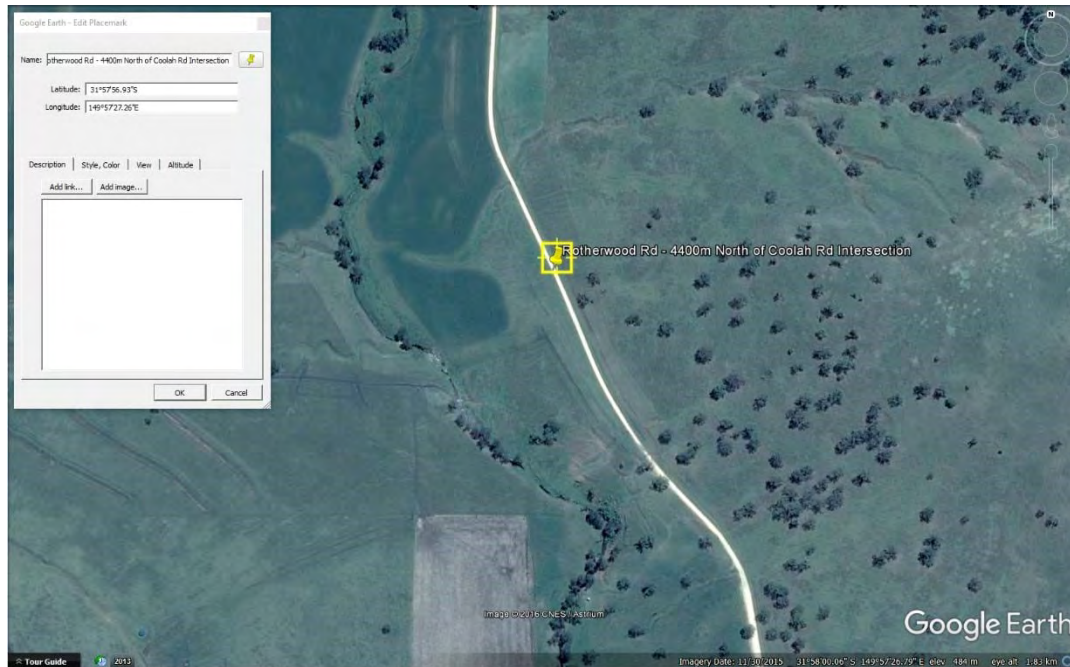 Google Earth - Edit Placemark
Name: otherwood Rd - 4400m North of Coolah Rd Intersection
Latitude: 31°57'56.93"S
Longitude: 149°57'27.26"E
Description Style, Color View Altitude
Add link... Add image...
OK Cancel
N
Rotherwood Rd - 4400m North of Coolah Rd Intersection
Image © 2016 CNES / Astrium
Google Earth
Tour Guide 2013 Imagery Date: 11/30/2015 31°58'00.06" S 149°57'26.79" E elev 484 m eye alt 1.83 km